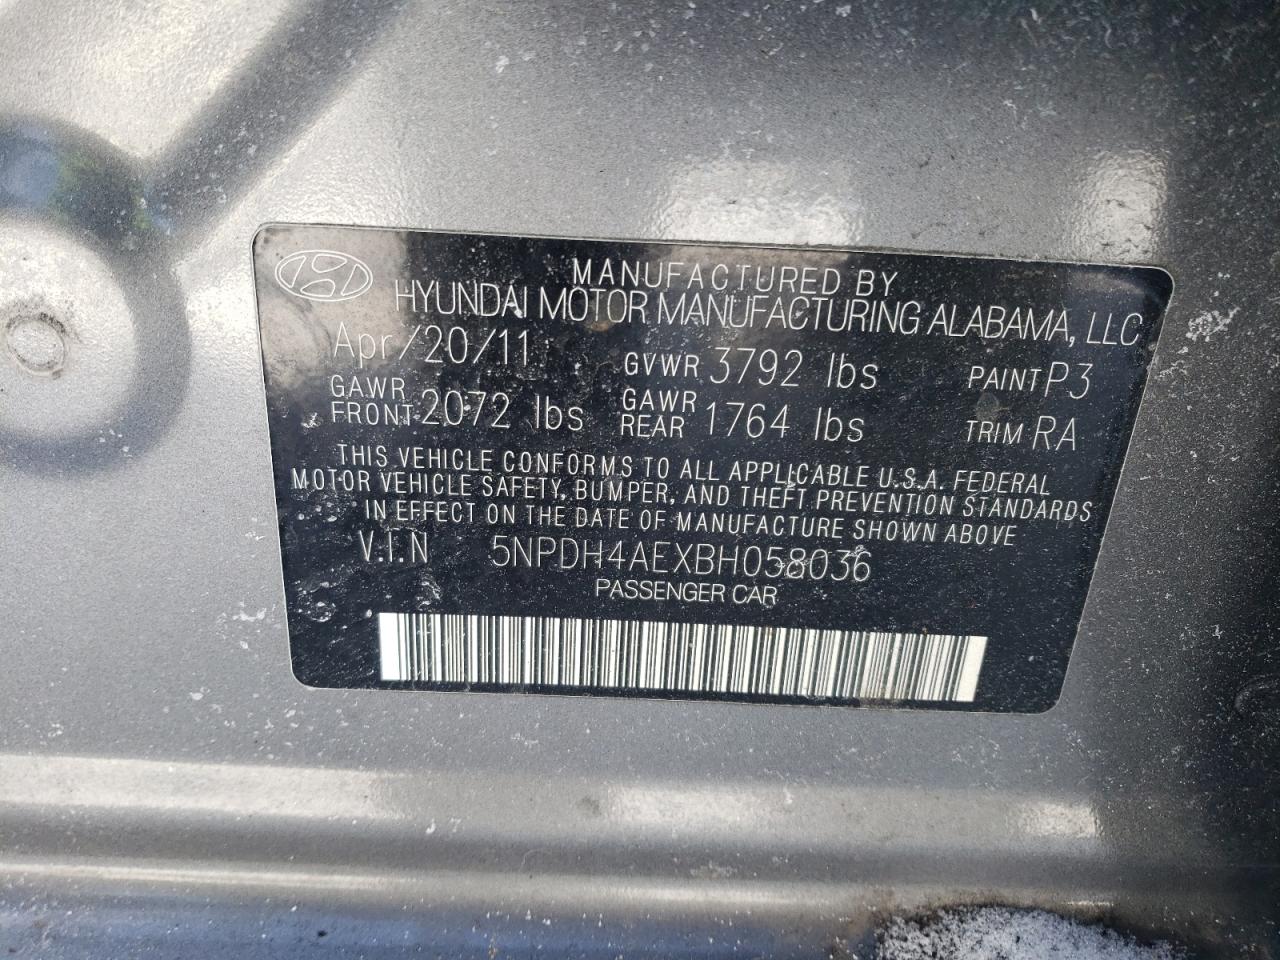 MANUFACTURED BY
HYUNDAI MOTOR MANUFACTURING ALABAMA, LLC
Apr/20/11 GVWR 3792 lbs PAINT P3
GAWR FRONT 2072 lbs GAWR REAR 1764 lbs TRIM RA
THIS VEHICLE CONFORMS TO ALL APPLICABLE U.S.A. FEDERAL
MOTOR VEHICLE SAFETY, BUMPER, AND THEFT PREVENTION STANDARDS
IN EFFECT ON THE DATE OF MANUFACTURE SHOWN ABOVE
V.I.N 5NPDH4AEXBH058036
PASSENGER CAR